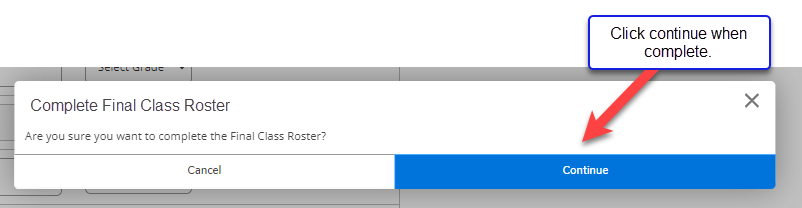 Click continue when
complete.
Select Grade
Complete Final Class Roster
Are you sure you want to complete the Final Class Roster?
Cancel
Continue